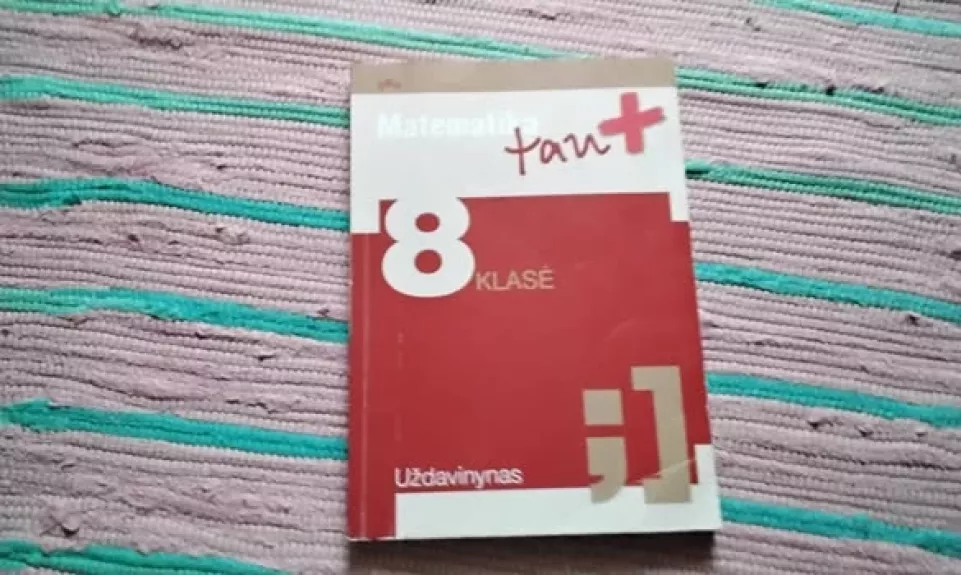 Matematika
tau+
8
KLASĖ
;]
Uždavinynas